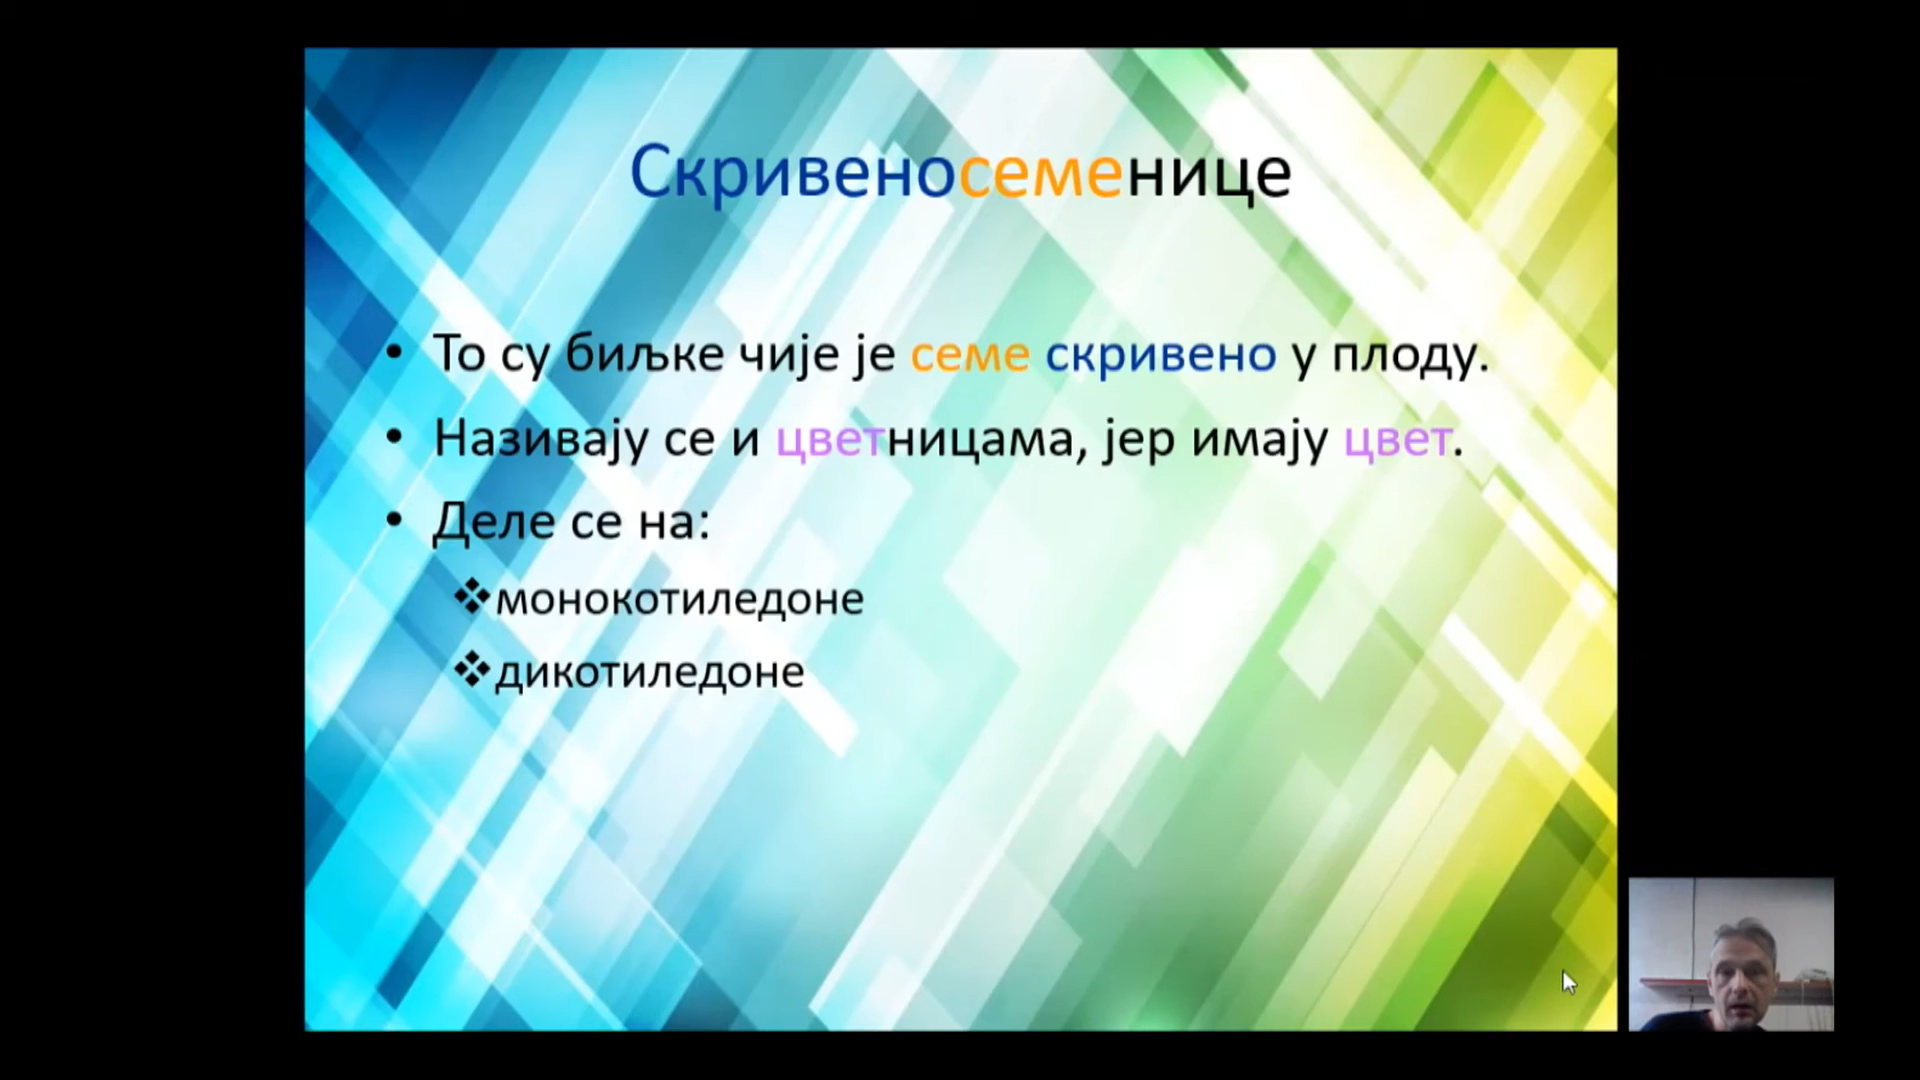 Скривеносеменице
• То су биљке чије је семе скривено у плоду.
• Називају се и цветницама, јер имају цвет.
• Деле се на:
❖монокотиледоне
❖дикотиледоне